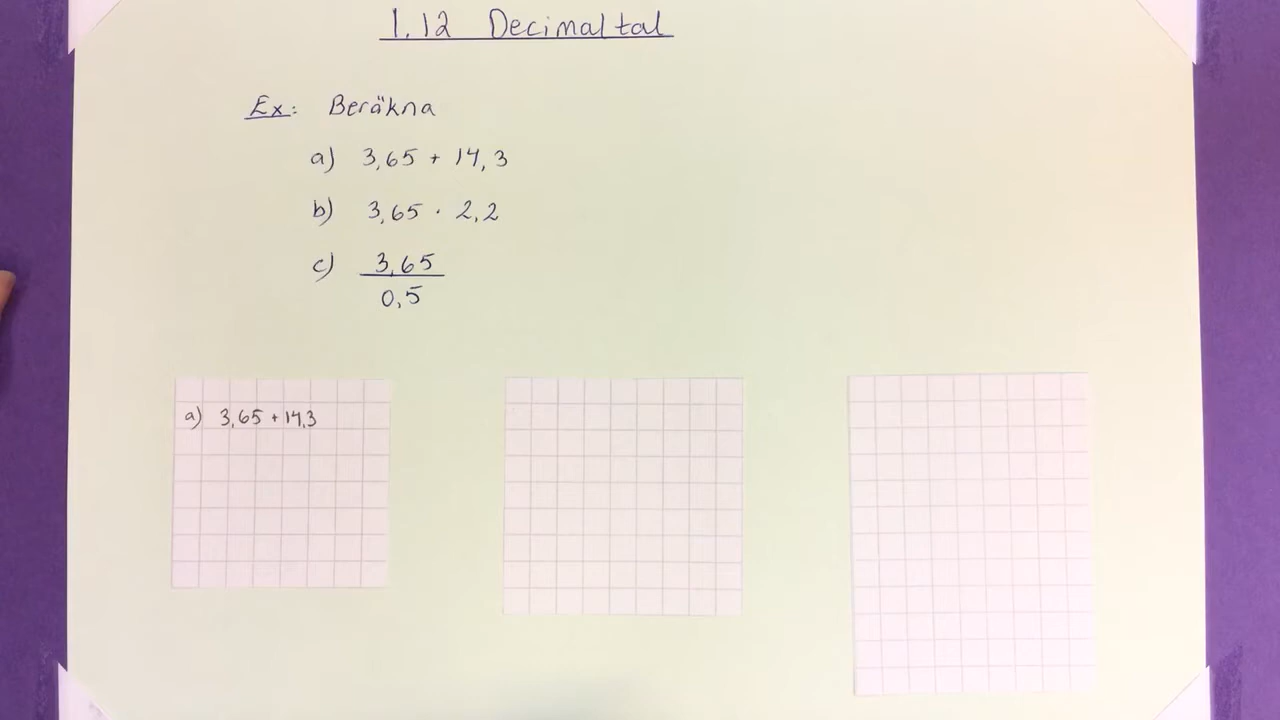 1.12 Decimaltal
Ex: Beräkna
a) 3,65 + 14,3
b) 3,65 · 2,2
c) 3,65
0,5
a) 3,65 + 14,3